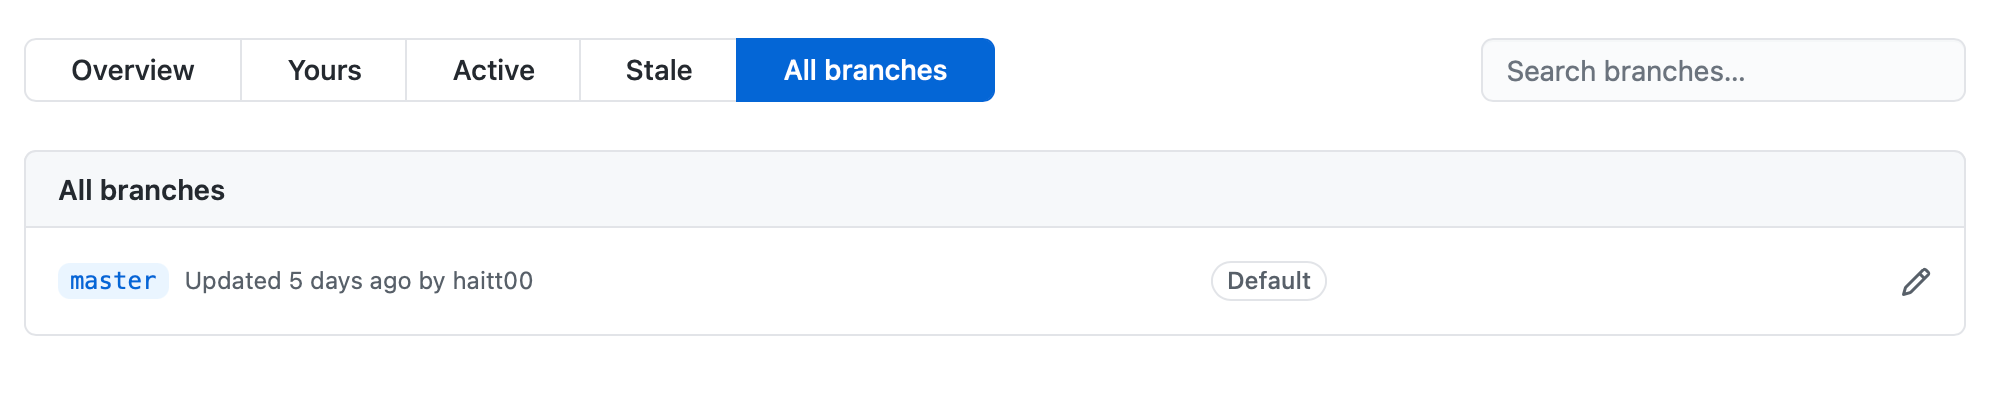 Overview Yours Active Stale All branches Search branches...
All branches
master Updated 5 days ago by haitt00 Default